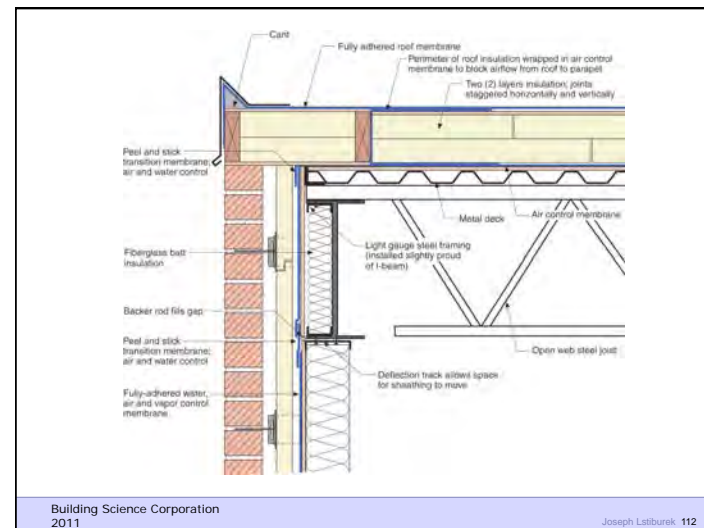 Cant
Fully adhered roof membrane
Perimeter of roof insulation wrapped in air control
membrane to block airflow from roof to parapet
Two (2) layers insulation; joints
staggered horizontally and vertically
Peel and stick
transition membrane;
air and water control
Metal deck
Air control membrane
Fiberglass batt
insulation
Light gauge steel framing
(installed slightly proud
of I-beam)
Backer rod fills gap
Peel and stick
transition membrane;
air and water control
Open web steel joist
Deflection track allows space
for sheathing to move
Fully-adhered water,
air and vapor control
membrane
Building Science Corporation
2011
Joseph Lstiburek 112